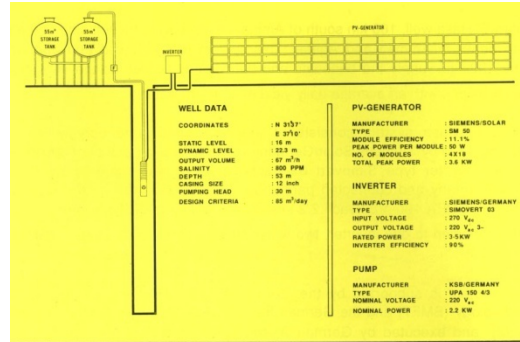 PV-GENERATOR
55m³
STORAGE
TANK
55m³
STORAGE
TANK
INVERTER
WELL DATA
COORDINATES : N 31°37'
E 37°10'
STATIC LEVEL : 16 m
DYNAMIC LEVEL : 22.3 m
OUTPUT VOLUME : 67 m³/h
SALINITY : 800 PPM
DEPTH : 53 m
CASING SIZE : 12 inch
PUMPING HEAD : 30 m
DESIGN CRITERIA : 85 m³/day
PV-GENERATOR
MANUFACTURER : SIEMENS/SOLAR
TYPE : SM 50
MODULE EFFICIENCY : 11.1%
PEAK POWER PER MODULE : 50 W
NO. OF MODULES : 4X18
TOTAL PEAK POWER : 3.6 KW
INVERTER
MANUFACTURER : SIEMENS/GERMANY
TYPE : SIMOVERT 03
INPUT VOLTAGE : 270 V
OUTPUT VOLTAGE : 220 V 3~
RATED POWER : 3·5 KW
INVERTER EFFICIENCY : 90%
PUMP
MANUFACTURER : KSB/GERMANY
TYPE : UPA 150 4/3
NOMINAL VOLTAGE : 220 V
NOMINAL POWER : 2.2 KW